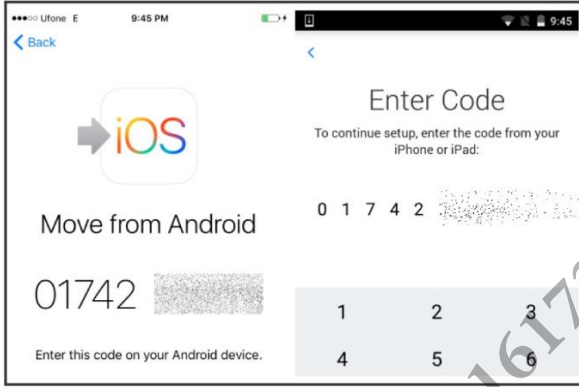 Ufone E 9:45 PM
Back
iOS
Move from Android
01742
Enter this code on your Android device.
9:45
Enter Code
To continue setup, enter the code from your
iPhone or iPad:
0 1 7 4 2
1 2 3
4 5 6